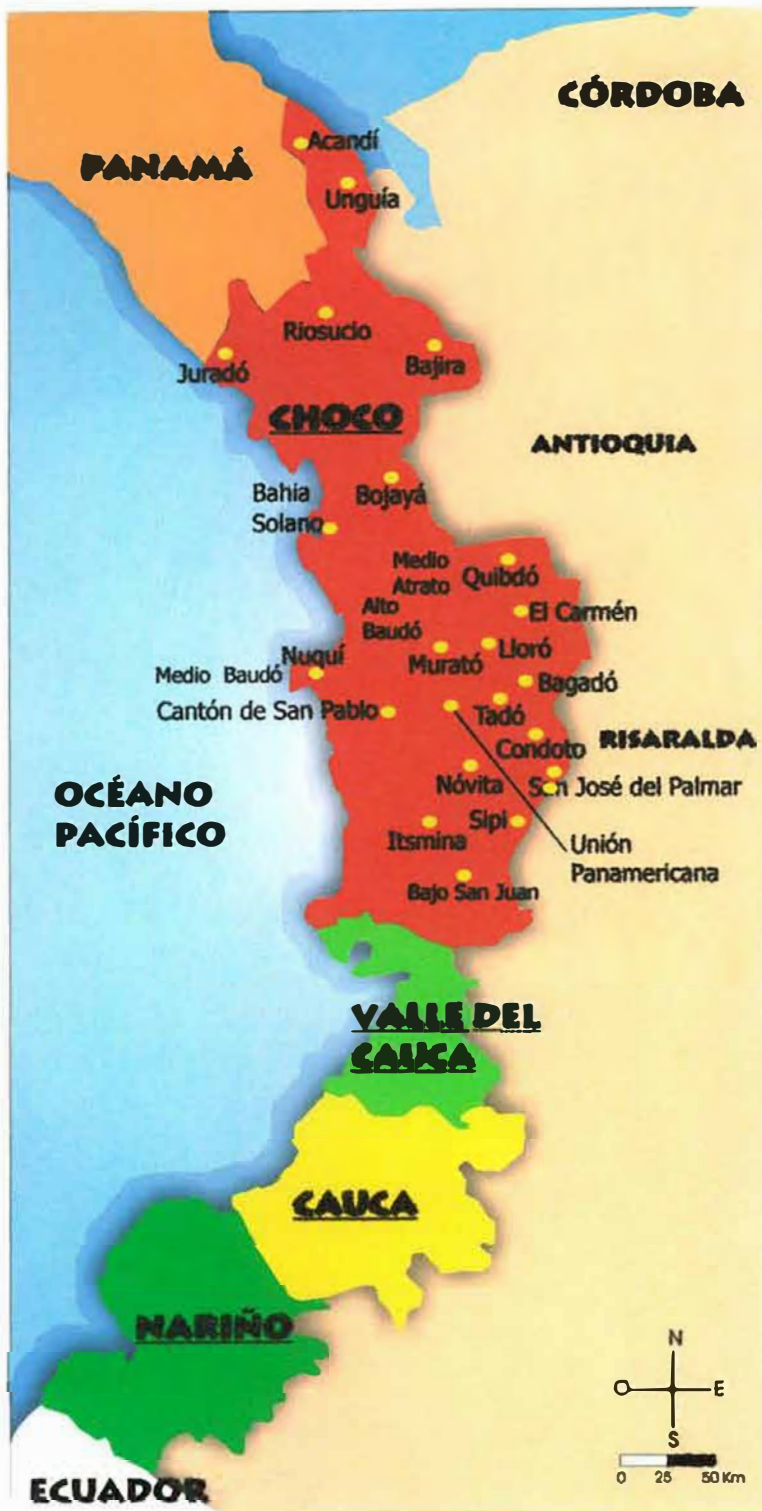 CÓRDOBA
Acandí
PANAMÁ
Unguía
Riosucio
Juradó
Bajira
CHOCO
ANTIOQUIA
Bahia
Solano
Bojayá
Medio
Atrato
Quibdó
Alto
Baudó
El Carmén
Nuquí
Murató
Lloró
Medio Baudó
Bagadó
Cantón de San Pablo
Tadó
Condoto
RISARALDA
Nóvita
San José del Palmar
OCÉANO
PACÍFICO
Itsmina
Sipi
Unión
Panamericana
Bajo San Juan
VALLE DEL
CAUCA
CAUCA
NARIÑO
N
O E
S
0 25 50 Km
ECUADOR